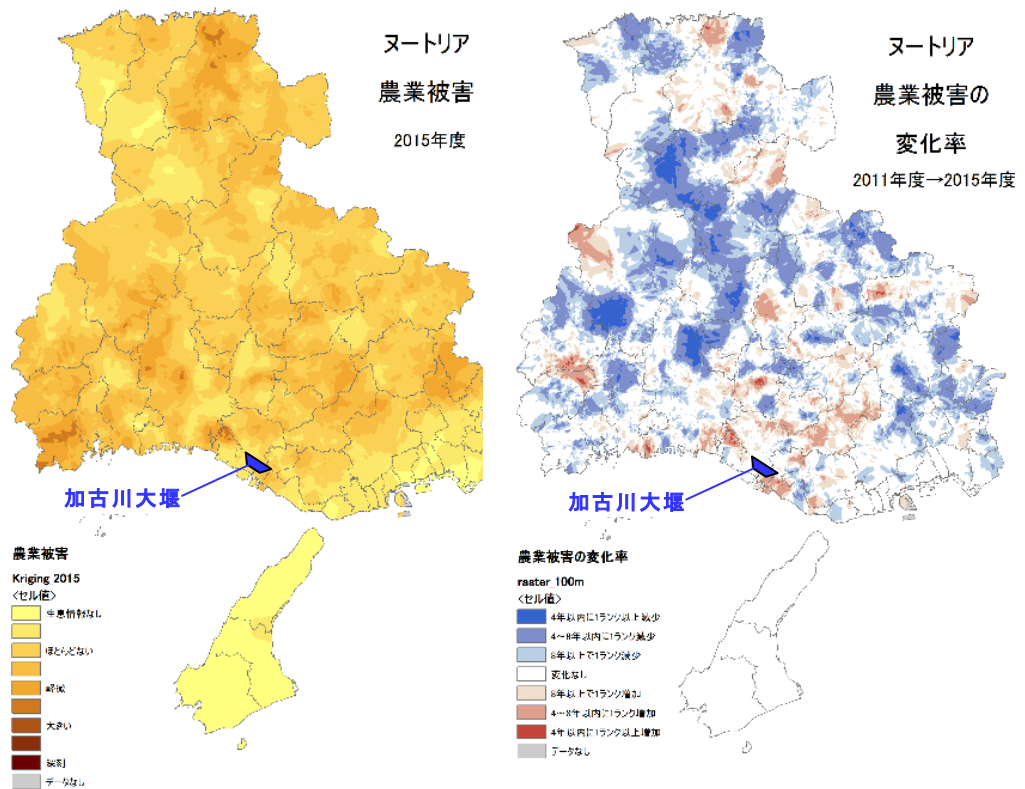 ヌートリア
農業被害
2015年度
加古川大堰
農業被害
Kriging 2015
<セル値>
生息情報なし
ほとんどない
軽微
大きい
深刻
データなし
ヌートリア
農業被害の
変化率
2011年度→2015年度
加古川大堰
農業被害の変化率
raster 100m
<セル値>
4年以内に1ランク以上減少
4～8年以内に1ランク減少
8年以上で1ランク減少
変化なし
8年以上で1ランク増加
4～8年以内に1ランク増加
4年以内に1ランク以上増加
データなし